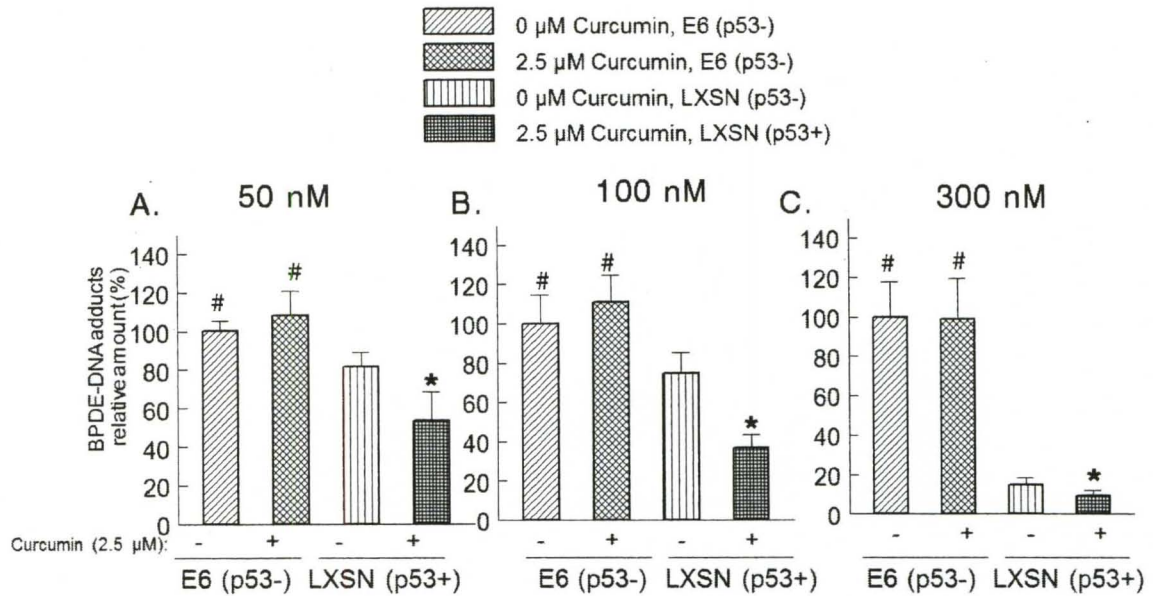 0 µM Curcumin, E6 (p53-)
2.5 µM Curcumin, E6 (p53-)
0 µM Curcumin, LXSN (p53-)
2.5 µM Curcumin, LXSN (p53+)
A. 50 nM
B. 100 nM
C. 300 nM
BPDE-DNA adducts
relative amount (%)
140
120
100
80
60
40
20
0
# # *
140
120
100
80
60
40
20
0
# # *
140
120
100
80
60
40
20
0
# # *
Curcumin (2.5 µM): - + - + - + - + - + - +
E6 (p53-) LXSN (p53+) E6 (p53-) LXSN (p53+) E6 (p53-) LXSN (p53+)